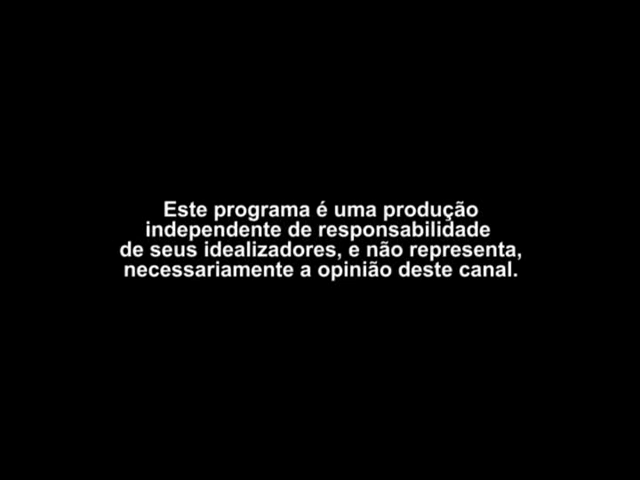 Este programa é uma produção
independente de responsabilidade
de seus idealizadores, e não representa,
necessariamente a opinião deste canal.